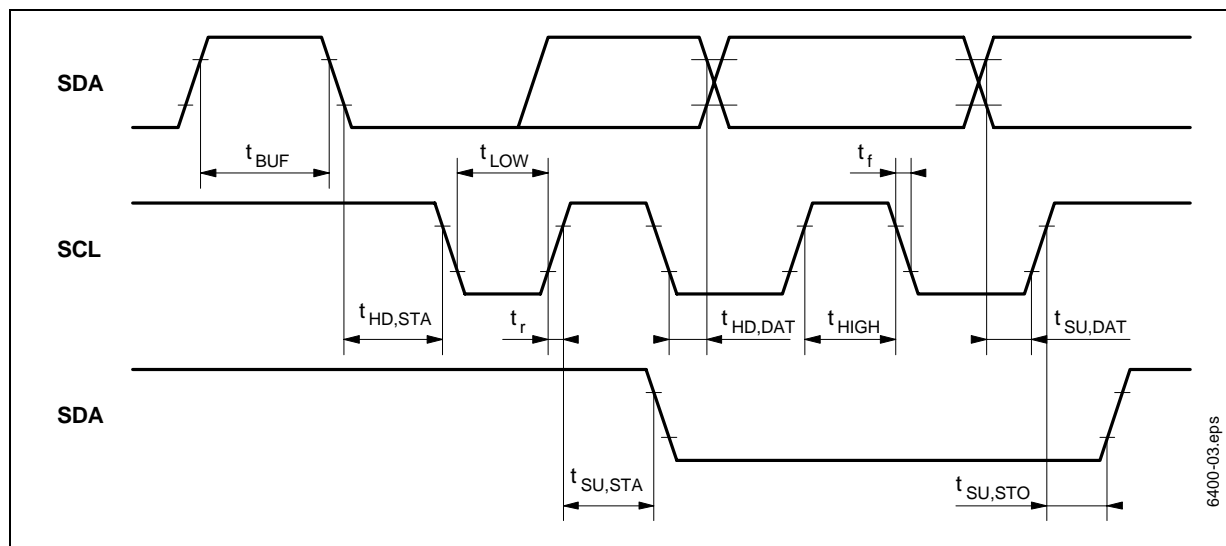 SDA
t BUF
t LOW
t f
SCL
t HD,STA
t r
t HD,DAT
t HIGH
t SU,DAT
SDA
t SU,STA
t SU,STO
6400-03.eps